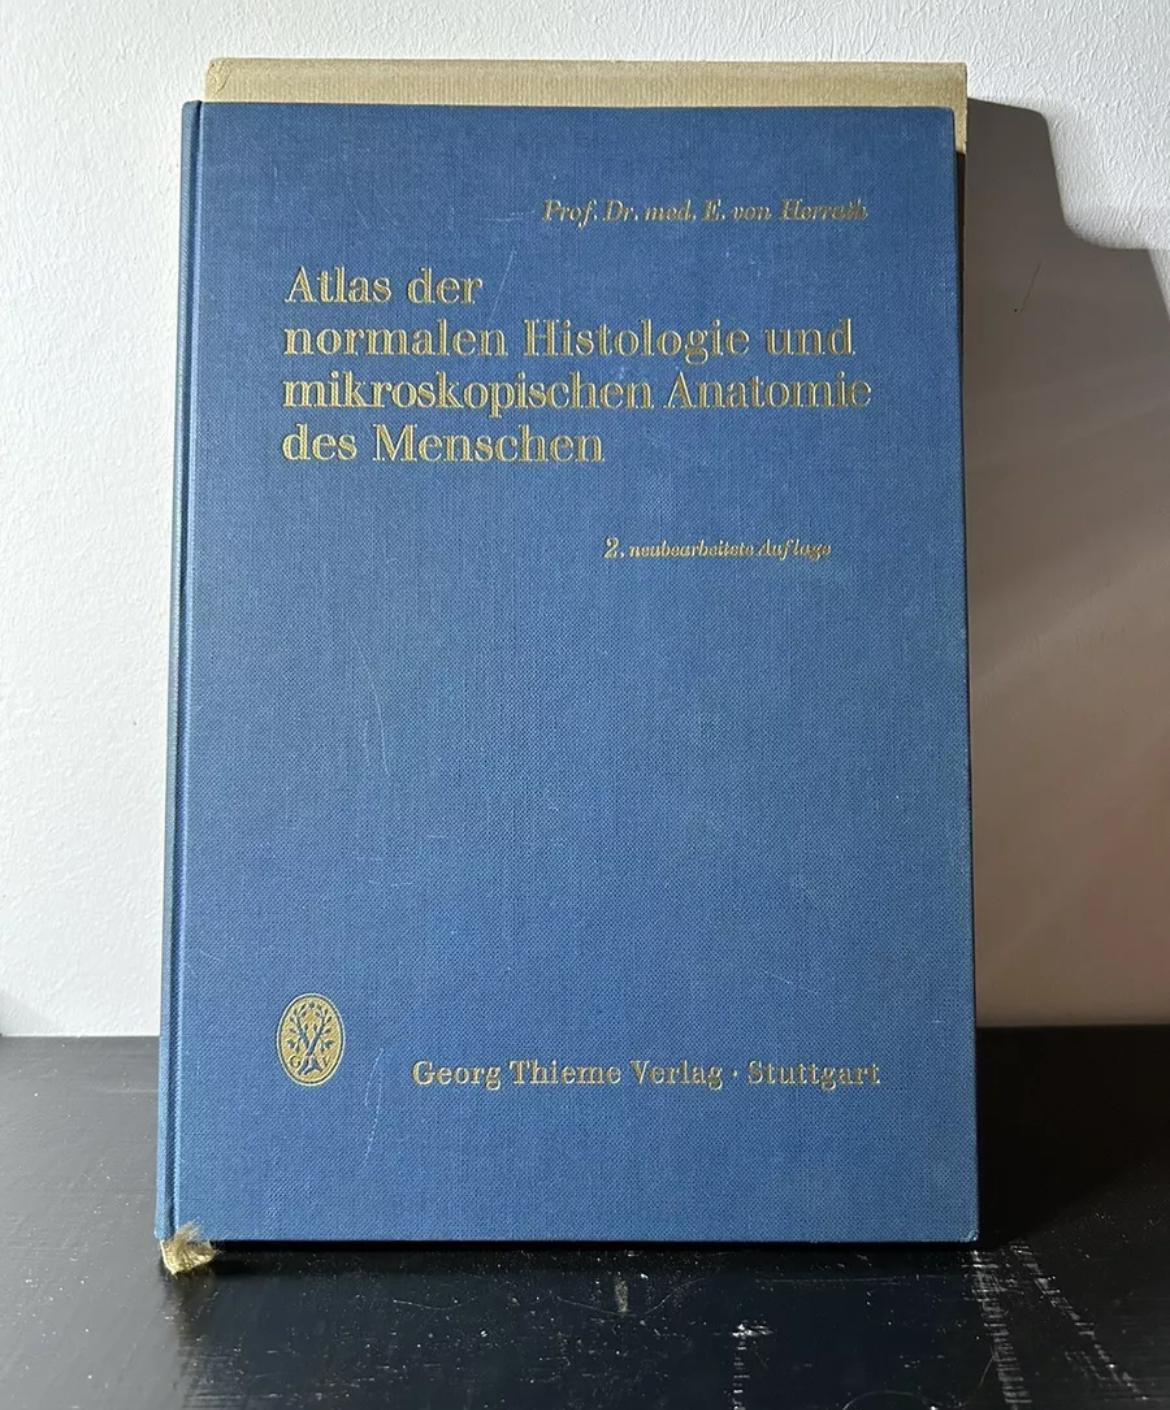 Prof. Dr. med. E. von Herrath
Atlas der
normalen Histologie und
mikroskopischen Anatomie
des Menschen
2. neubearbeitete Auflage
G V
Georg Thieme Verlag · Stuttgart